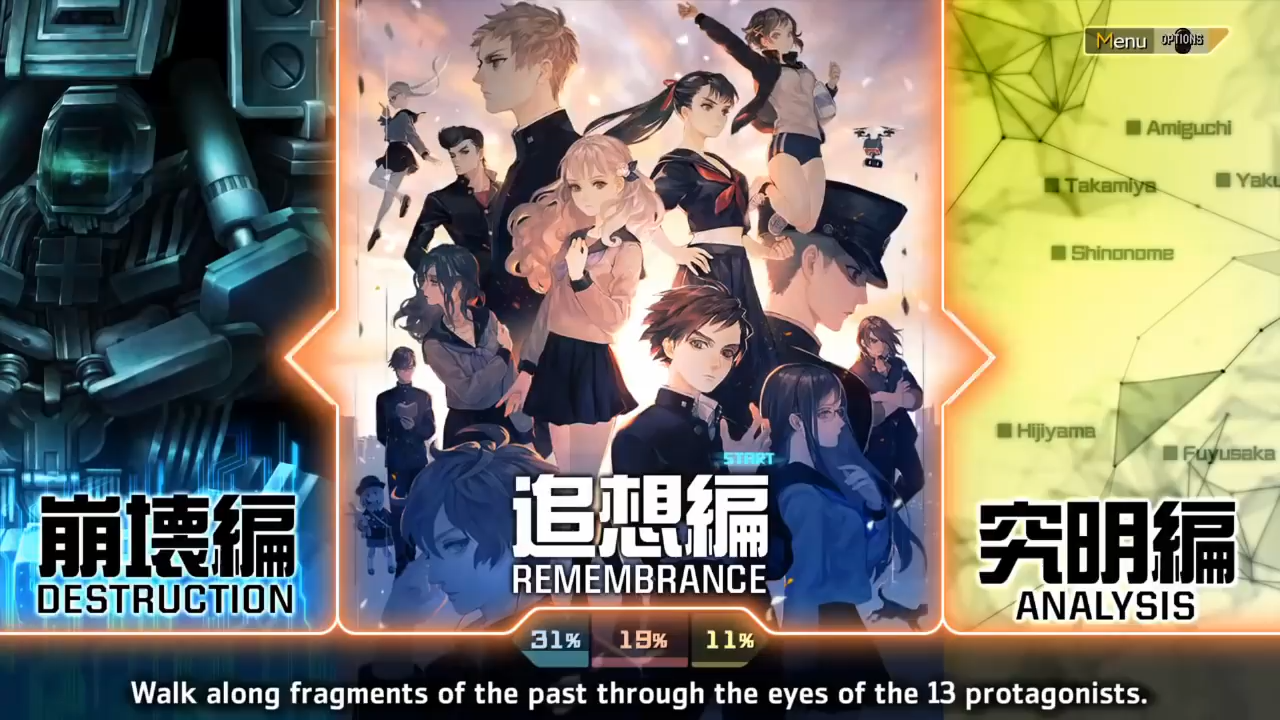 Menu OPTIONS
Amiguchi
Takamiya
Yaku
Shinonome
Hijiyama
Fuyusaka
START
崩壊編
DESTRUCTION
追想編
REMEMBRANCE
究明編
ANALYSIS
31% 19% 11%
Walk along fragments of the past through the eyes of the 13 protagonists.